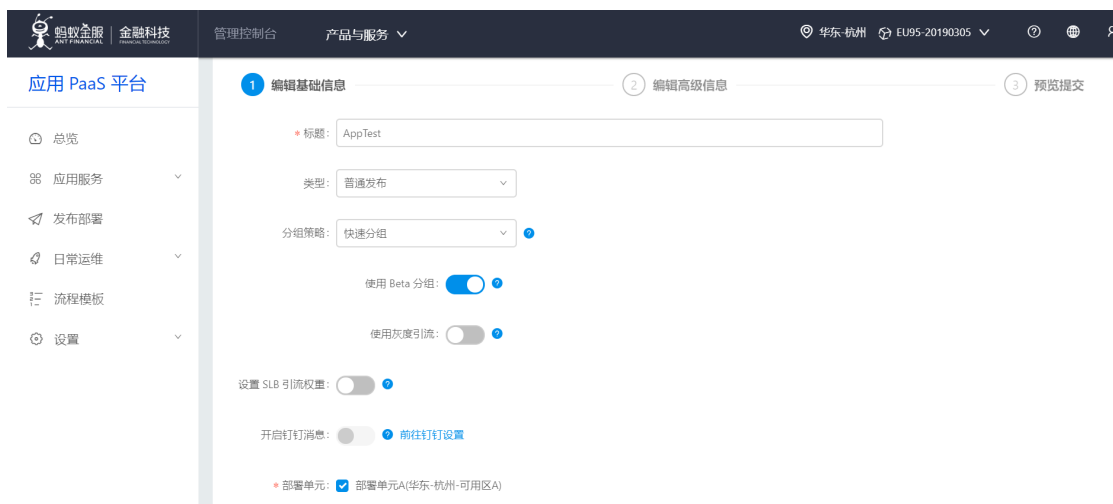 蚂蚁金服 金融科技
ANT FINANCIAL FINANCIAL TECHNOLOGY
管理控制台 产品与服务
华东-杭州 EU95-20190305
应用 PaaS 平台
1 编辑基础信息 2 编辑高级信息 3 预览提交
* 标题: AppTest
总览
类型: 普通发布
应用服务
发布部署
分组策略: 快速分组
日常运维
使用 Beta 分组:
流程模板
使用灰度引流:
设置
设置 SLB 引流权重:
开启钉钉消息: 前往钉钉设置
* 部署单元: 部署单元A(华东-杭州-可用区A)